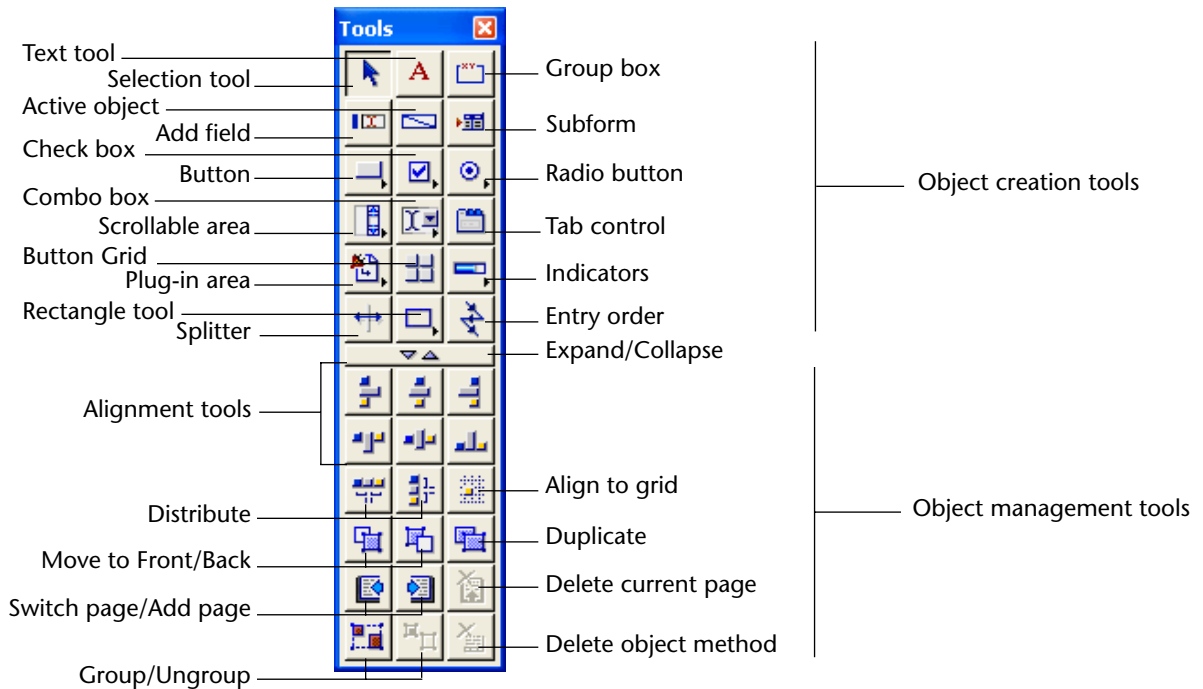 Tools
Text tool
Selection tool
Active object
Add field
Check box
Button
Combo box
Scrollable area
Button Grid
Plug-in area
Rectangle tool
Splitter
Alignment tools
Distribute
Move to Front/Back
Switch page/Add page
Group/Ungroup
A
XY
Group box
Subform
Radio button
Tab control
Indicators
Entry order
Expand/Collapse
Align to grid
Duplicate
Delete current page
Delete object method
Object creation tools
Object management tools